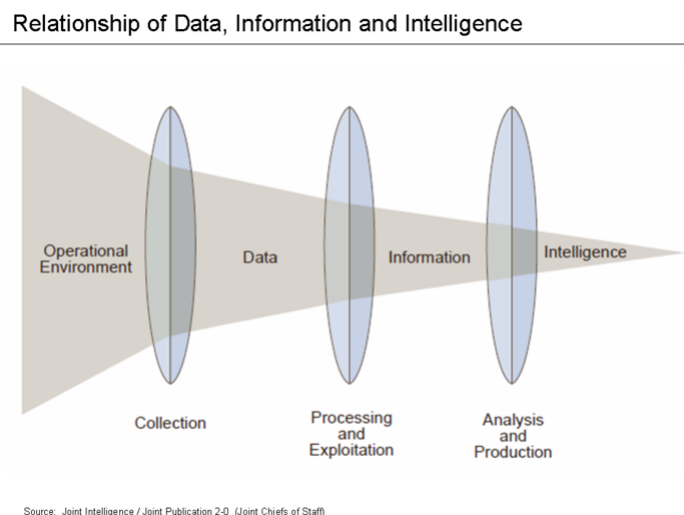 Relationship of Data, Information and Intelligence
Operational
Environment
Data
Information
Intelligence
Collection
Processing
and
Exploitation
Analysis
and
Production
Source: Joint Intelligence / Joint Publication 2-0 (Joint Chiefs of Staff)